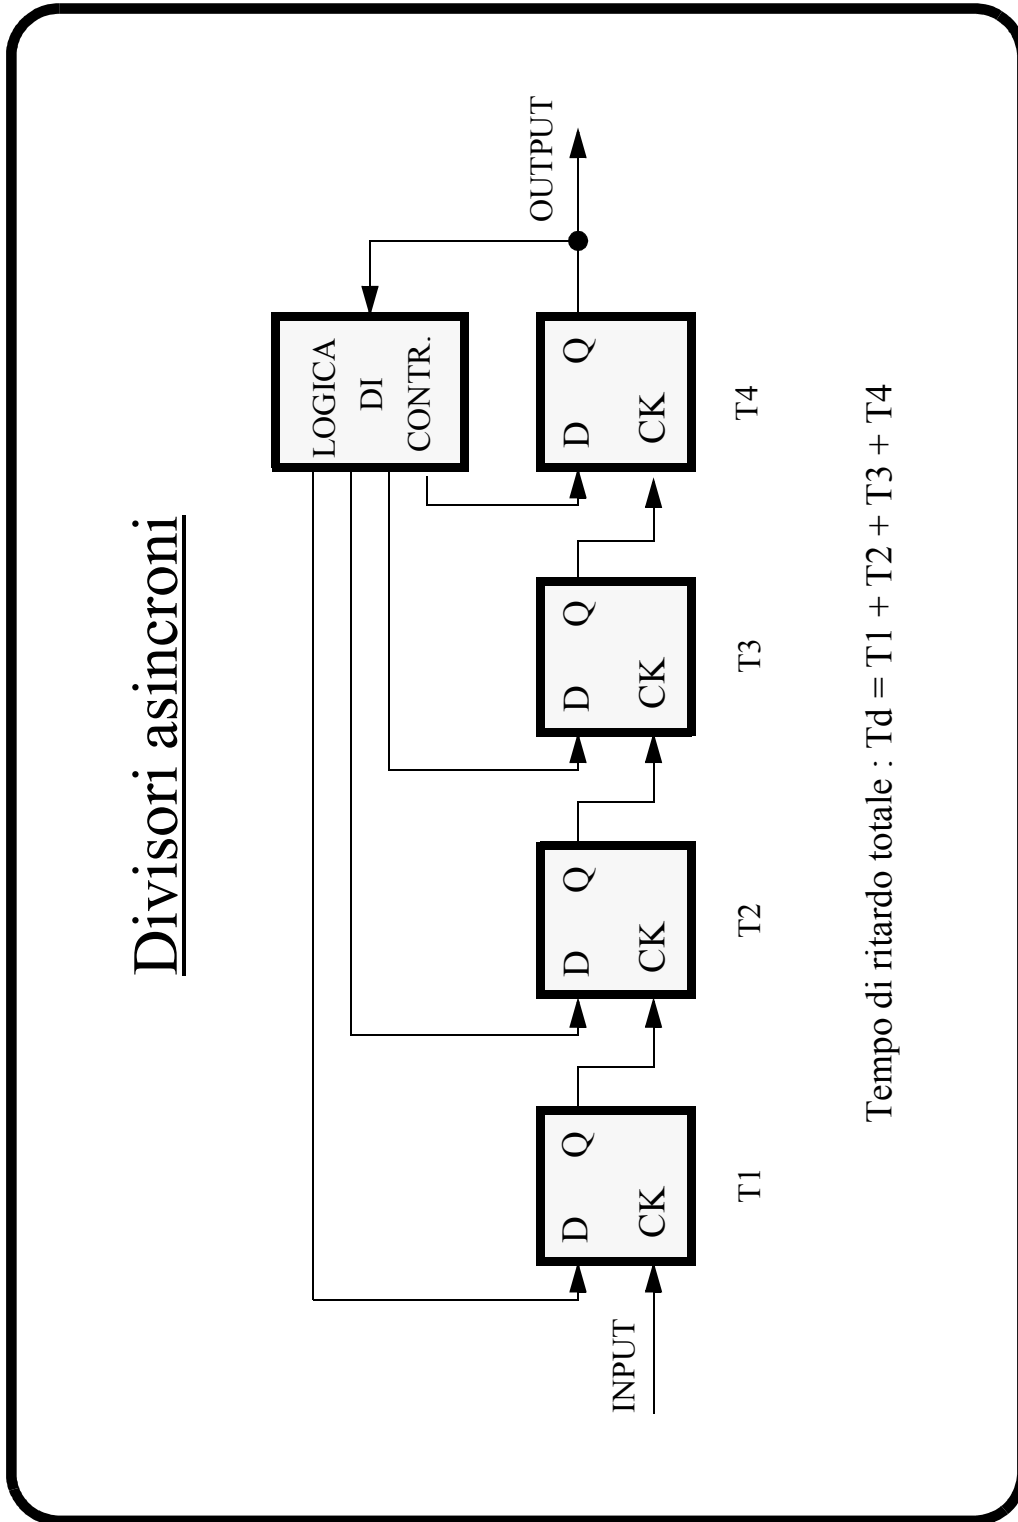 Divisori asincroni
LOGICA
DI
CONTR.
OUTPUT
D Q
CK
D Q
CK
D Q
CK
D Q
CK
INPUT
T1
T2
T3
T4
Tempo di ritardo totale : Td = T1 + T2 + T3 + T4